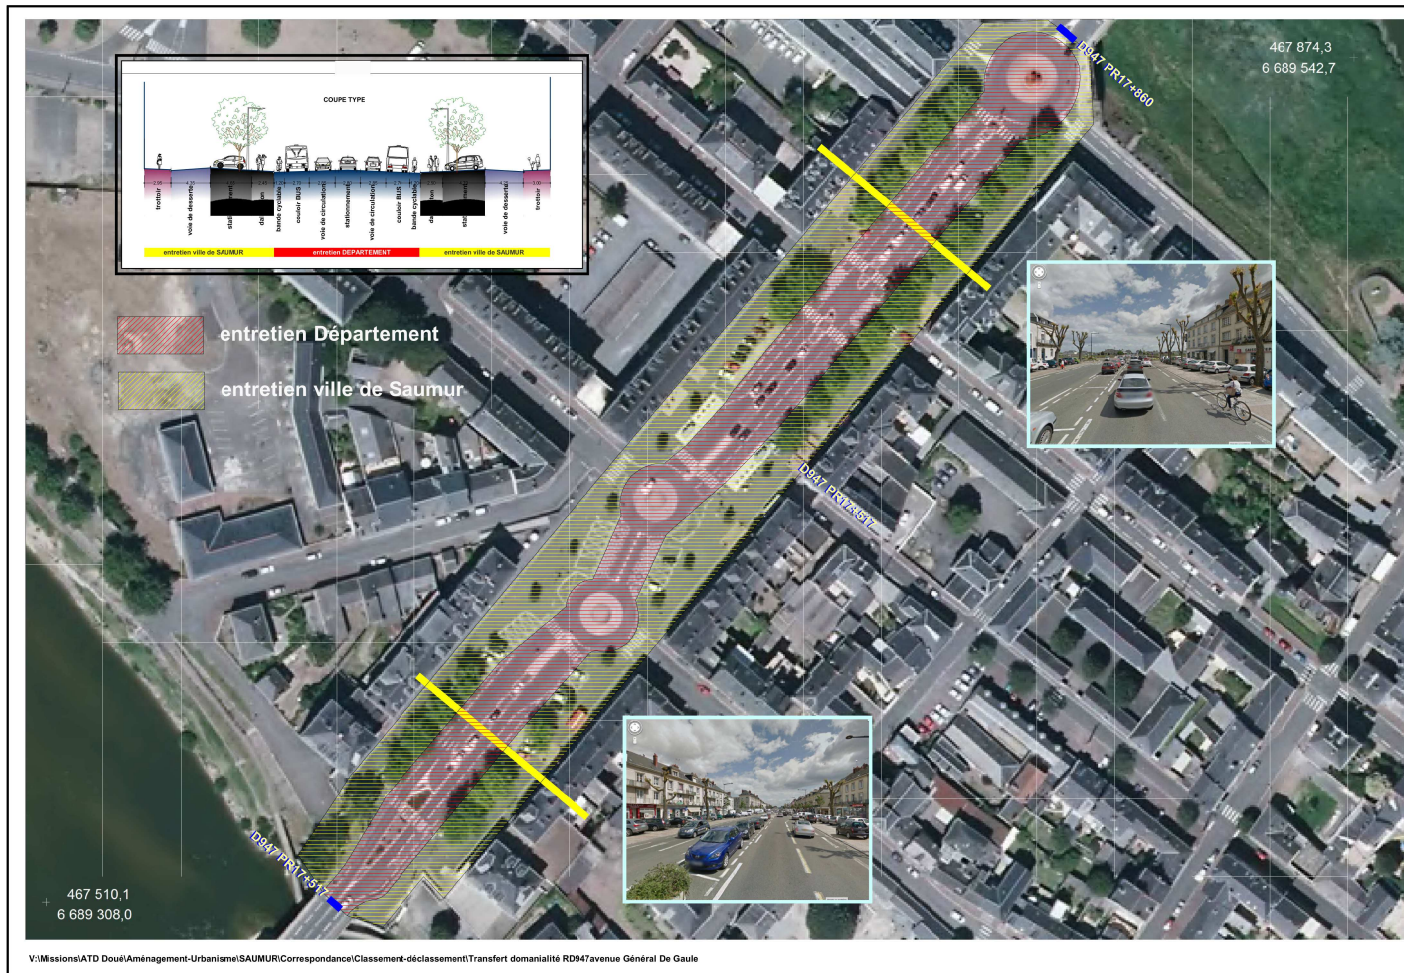 467 874,3
6 689 542,7
D947 PR17+860
COUPE TYPE
trottoir
voie de desserte
bande cyclable
couloir BUS
voie de circulation
stationnement
voie de circulation
couloir BUS
bande cyclable
voie de desserte
trottoir
entretien ville de SAUMUR
entretien DEPARTEMENT
entretien ville de SAUMUR
entretien Département
entretien ville de Saumur
D947 PR17+517
D947 PR17+517
467 510,1
6 689 308,0
V:\Missions\ATD Doué\Aménagement-Urbanisme\SAUMUR\Correspondance\Classement-déclassement\Transfert domanialité RD947avenue Général De Gaule